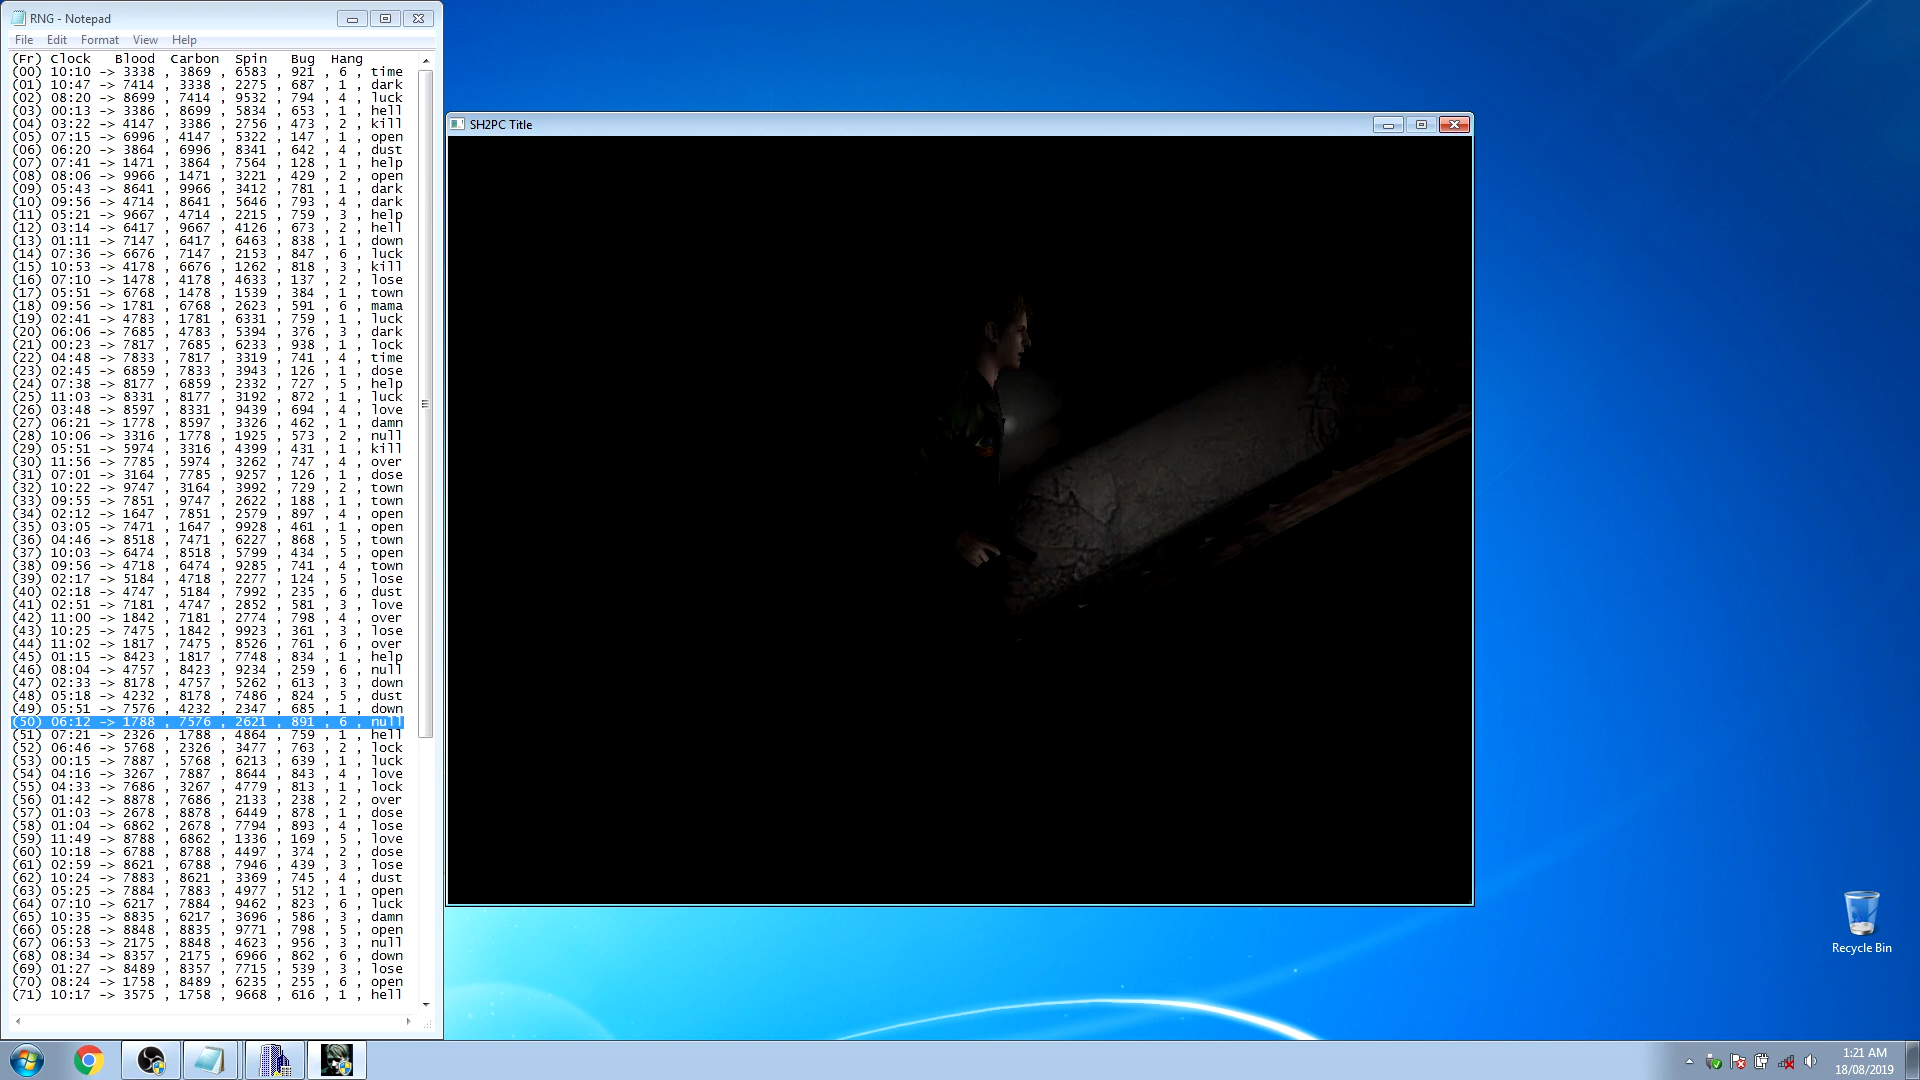 RNG - Notepad
File Edit Format View Help
(Fr) Clock Blood Carbon Spin Bug Hang
(00) 10:10 -> 3338 , 3869 , 6583 , 921 , 6 , time
(01) 10:47 -> 7414 , 3338 , 2275 , 687 , 1 , dark
(02) 08:20 -> 8699 , 7414 , 9532 , 794 , 4 , luck
(03) 00:13 -> 3386 , 8699 , 5834 , 653 , 1 , hell
(04) 03:22 -> 4147 , 3386 , 2756 , 473 , 2 , kill
(05) 07:15 -> 6996 , 4147 , 5322 , 147 , 1 , open
(06) 06:20 -> 3864 , 6996 , 8341 , 642 , 4 , dust
(07) 07:41 -> 1471 , 3864 , 7564 , 128 , 1 , help
(08) 08:06 -> 9966 , 1471 , 3221 , 429 , 2 , open
(09) 05:43 -> 8641 , 9966 , 3412 , 781 , 1 , dark
(10) 09:56 -> 4714 , 8641 , 5646 , 793 , 4 , dark
(11) 05:21 -> 9667 , 4714 , 2215 , 759 , 3 , help
(12) 03:14 -> 6417 , 9667 , 4126 , 673 , 2 , hell
(13) 01:11 -> 7147 , 6417 , 6463 , 838 , 1 , down
(14) 07:36 -> 6676 , 7147 , 2153 , 847 , 6 , luck
(15) 10:53 -> 4178 , 6676 , 1262 , 818 , 3 , kill
(16) 07:10 -> 1478 , 4178 , 4633 , 137 , 2 , lose
(17) 05:51 -> 6768 , 1478 , 1539 , 384 , 1 , town
(18) 09:56 -> 1781 , 6768 , 2623 , 591 , 6 , mama
(19) 02:41 -> 4783 , 1781 , 6331 , 759 , 1 , luck
(20) 06:06 -> 7685 , 4783 , 5394 , 376 , 3 , dark
(21) 00:23 -> 7817 , 7685 , 6233 , 938 , 1 , lock
(22) 04:48 -> 7833 , 7817 , 3319 , 741 , 4 , time
(23) 02:45 -> 6859 , 7833 , 3943 , 126 , 1 , dose
(24) 07:38 -> 8177 , 6859 , 2332 , 727 , 5 , help
(25) 11:03 -> 8331 , 8177 , 3192 , 872 , 1 , luck
(26) 03:48 -> 8597 , 8331 , 9439 , 694 , 4 , love
(27) 06:21 -> 1778 , 8597 , 3326 , 462 , 1 , damn
(28) 10:06 -> 3316 , 1778 , 1925 , 573 , 2 , null
(29) 05:51 -> 5974 , 3316 , 4399 , 431 , 1 , kill
(30) 11:56 -> 7785 , 5974 , 3262 , 747 , 4 , over
(31) 07:01 -> 3164 , 7785 , 9257 , 126 , 1 , dose
(32) 10:22 -> 9747 , 3164 , 3992 , 729 , 2 , town
(33) 09:55 -> 7851 , 9747 , 2622 , 188 , 1 , town
(34) 02:12 -> 1647 , 7851 , 2579 , 897 , 4 , open
(35) 03:05 -> 7471 , 1647 , 9928 , 461 , 1 , open
(36) 04:46 -> 8518 , 7471 , 6227 , 868 , 5 , town
(37) 10:03 -> 6474 , 8518 , 5799 , 434 , 5 , open
(38) 09:56 -> 4718 , 6474 , 9285 , 741 , 4 , town
(39) 02:17 -> 5184 , 4718 , 2277 , 124 , 5 , lose
(40) 02:18 -> 4747 , 5184 , 7992 , 235 , 6 , dust
(41) 02:51 -> 7181 , 4747 , 2852 , 581 , 3 , love
(42) 11:00 -> 1842 , 7181 , 2774 , 798 , 4 , over
(43) 10:25 -> 7475 , 1842 , 9923 , 361 , 3 , lose
(44) 11:02 -> 1817 , 7475 , 8526 , 761 , 6 , over
(45) 01:15 -> 8423 , 1817 , 7748 , 834 , 1 , help
(46) 08:04 -> 4757 , 8423 , 9234 , 259 , 6 , null
(47) 02:33 -> 8178 , 4757 , 5262 , 613 , 3 , down
(48) 05:18 -> 4232 , 8178 , 7486 , 824 , 5 , dust
(49) 05:51 -> 7576 , 4232 , 2347 , 685 , 1 , down
(50) 06:12 -> 1788 , 7576 , 2621 , 891 , 6 , null
(51) 07:21 -> 2326 , 1788 , 4864 , 759 , 1 , hell
(52) 06:46 -> 5768 , 2326 , 3477 , 763 , 2 , lock
(53) 00:15 -> 7887 , 5768 , 6213 , 639 , 1 , luck
(54) 04:16 -> 3267 , 7887 , 8644 , 843 , 4 , love
(55) 04:33 -> 7686 , 3267 , 4779 , 813 , 1 , lock
(56) 01:42 -> 8878 , 7686 , 2133 , 238 , 2 , over
(57) 01:03 -> 2678 , 8878 , 6449 , 878 , 1 , dose
(58) 01:04 -> 6862 , 2678 , 7794 , 893 , 4 , lose
(59) 11:49 -> 8788 , 6862 , 1336 , 169 , 5 , love
(60) 10:18 -> 6788 , 8788 , 4497 , 374 , 2 , dose
(61) 02:59 -> 8621 , 6788 , 7946 , 439 , 3 , lose
(62) 10:24 -> 7883 , 8621 , 3369 , 745 , 4 , dust
(63) 05:25 -> 7884 , 7883 , 4977 , 512 , 1 , open
(64) 07:10 -> 6217 , 7884 , 9462 , 823 , 6 , luck
(65) 10:35 -> 8835 , 6217 , 3696 , 586 , 3 , damn
(66) 05:28 -> 8848 , 8835 , 9771 , 798 , 5 , open
(67) 06:53 -> 2175 , 8848 , 4623 , 956 , 3 , null
(68) 08:34 -> 8357 , 2175 , 6966 , 862 , 6 , down
(69) 01:27 -> 8489 , 8357 , 7715 , 539 , 3 , lose
(70) 08:24 -> 1758 , 8489 , 6235 , 255 , 6 , open
(71) 10:17 -> 3575 , 1758 , 9668 , 616 , 1 , hell
SH2PC Title
Recycle Bin
1:21 AM
18/08/2019